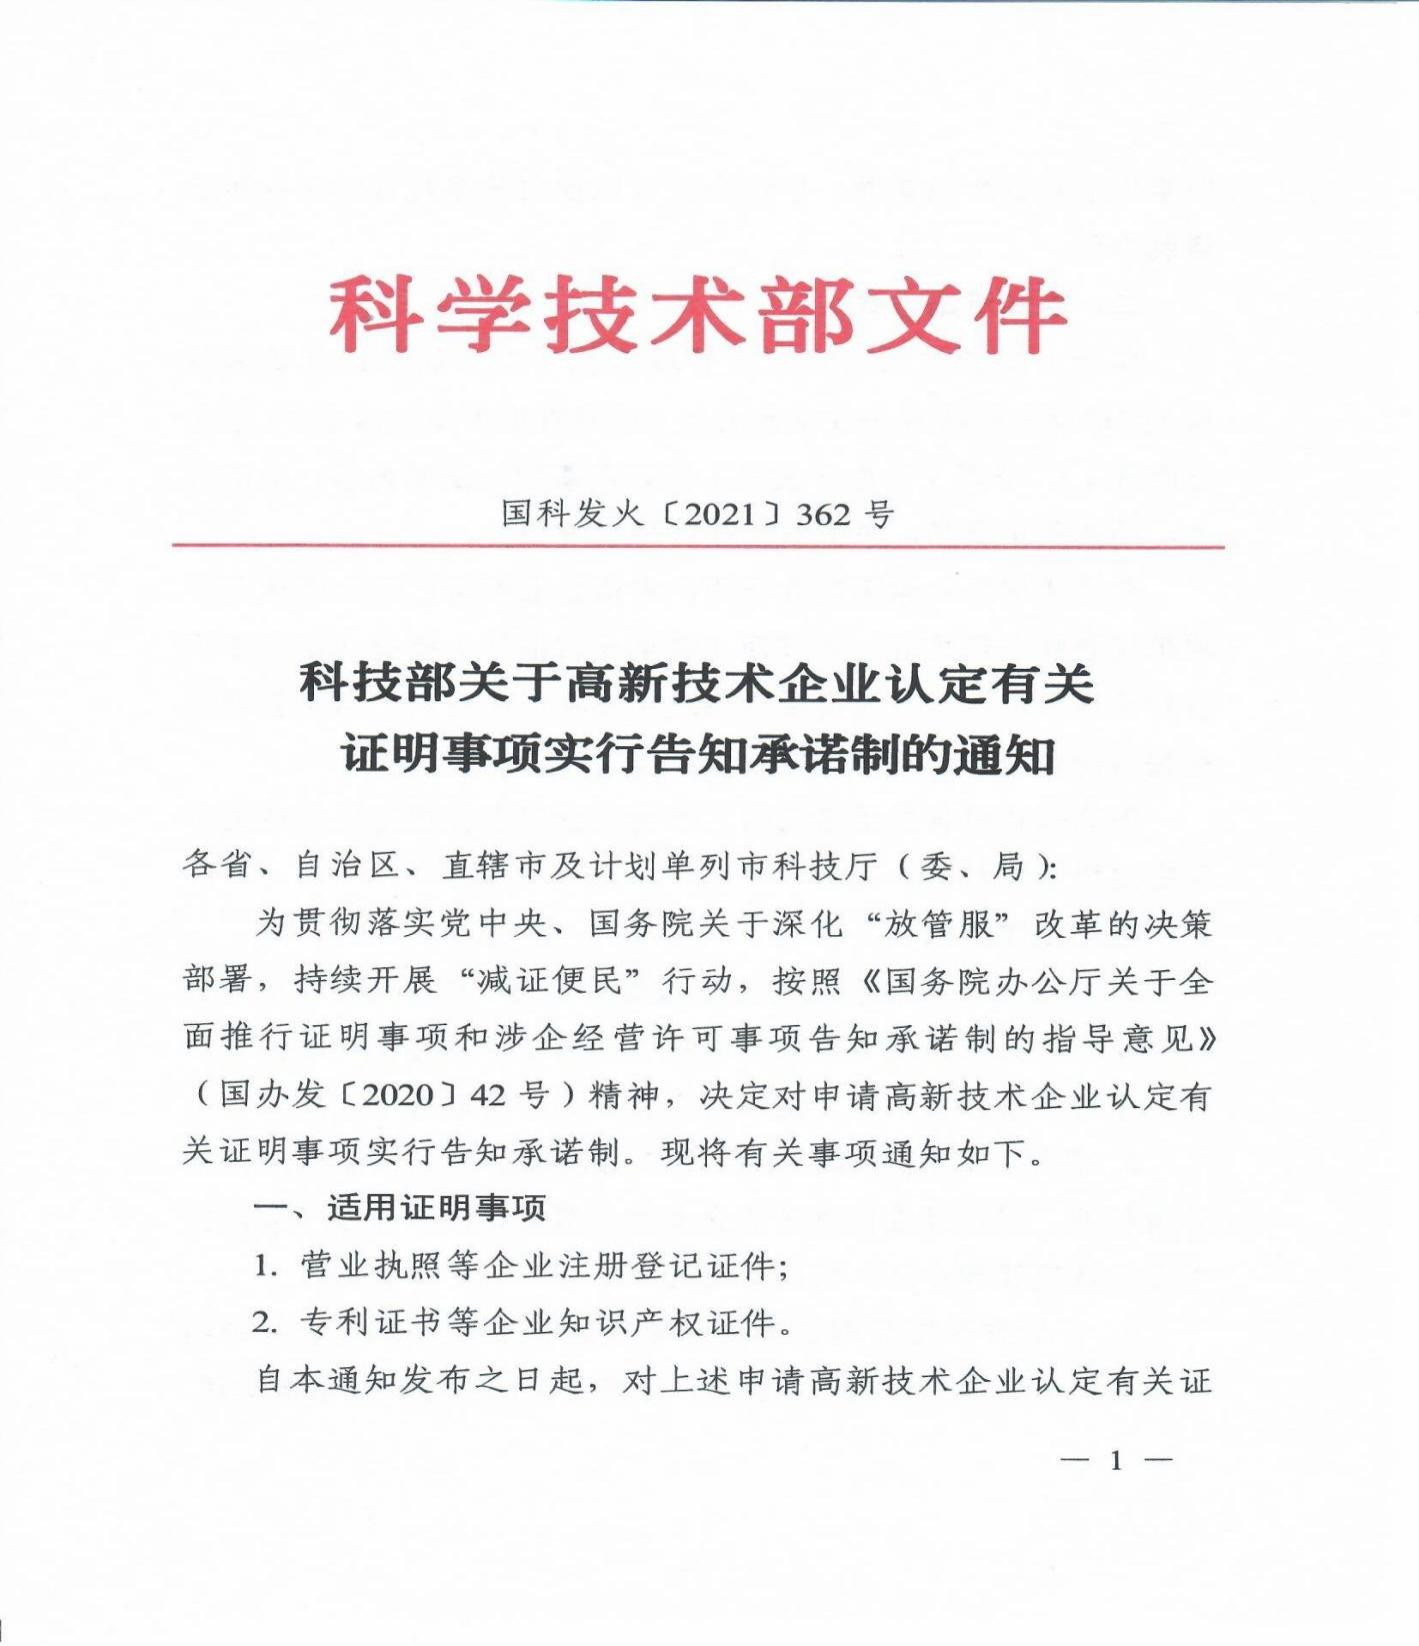 科学技术部文件
国科发火〔2021〕362 号
科技部关于高新技术企业认定有关
证明事项实行告知承诺制的通知
各省、自治区、直辖市及计划单列市科技厅（委、局）：
为贯彻落实党中央、国务院关于深化“放管服”改革的决策
部署，持续开展“减证便民”行动，按照《国务院办公厅关于全
面推行证明事项和涉企经营许可事项告知承诺制的指导意见》
（国办发〔2020〕42 号）精神，决定对申请高新技术企业认定有
关证明事项实行告知承诺制。现将有关事项通知如下。
一、适用证明事项
1. 营业执照等企业注册登记证件；
2. 专利证书等企业知识产权证件。
自本通知发布之日起，对上述申请高新技术企业认定有关证
— 1 —